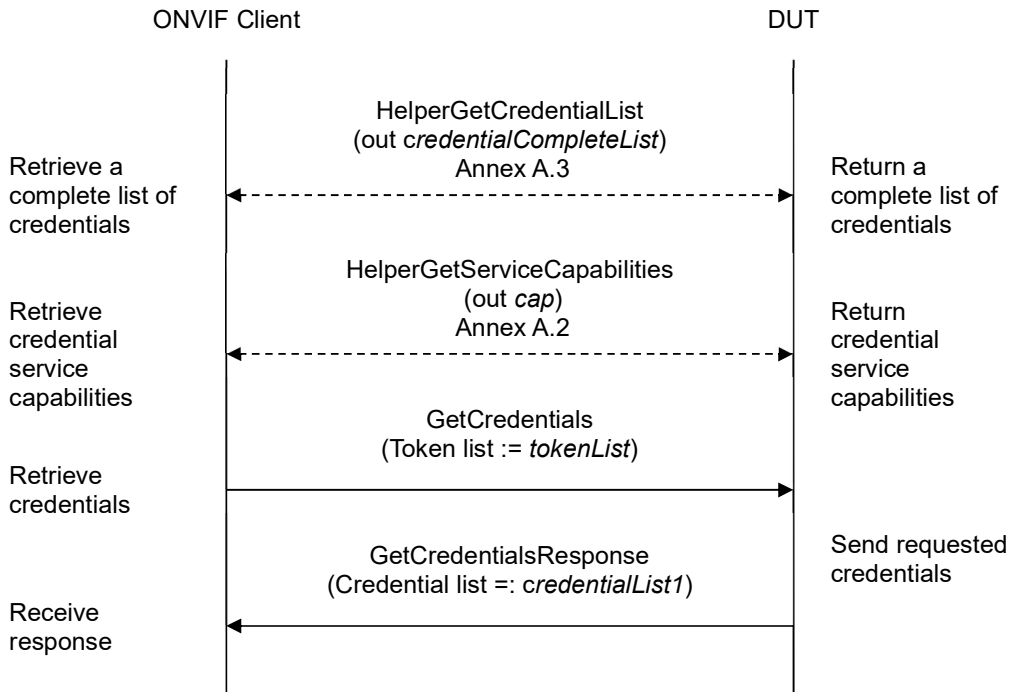 ONVIF Client
DUT
HelperGetCredentialList
(out credentialCompleteList)
Annex A.3
Retrieve a
complete list of
credentials
Return a
complete list of
credentials
HelperGetServiceCapabilities
(out cap)
Annex A.2
Retrieve
credential
service
capabilities
Return
credential
service
capabilities
GetCredentials
(Token list := tokenList)
Retrieve
credentials
GetCredentialsResponse
(Credential list =: credentialList1)
Send requested
credentials
Receive
response